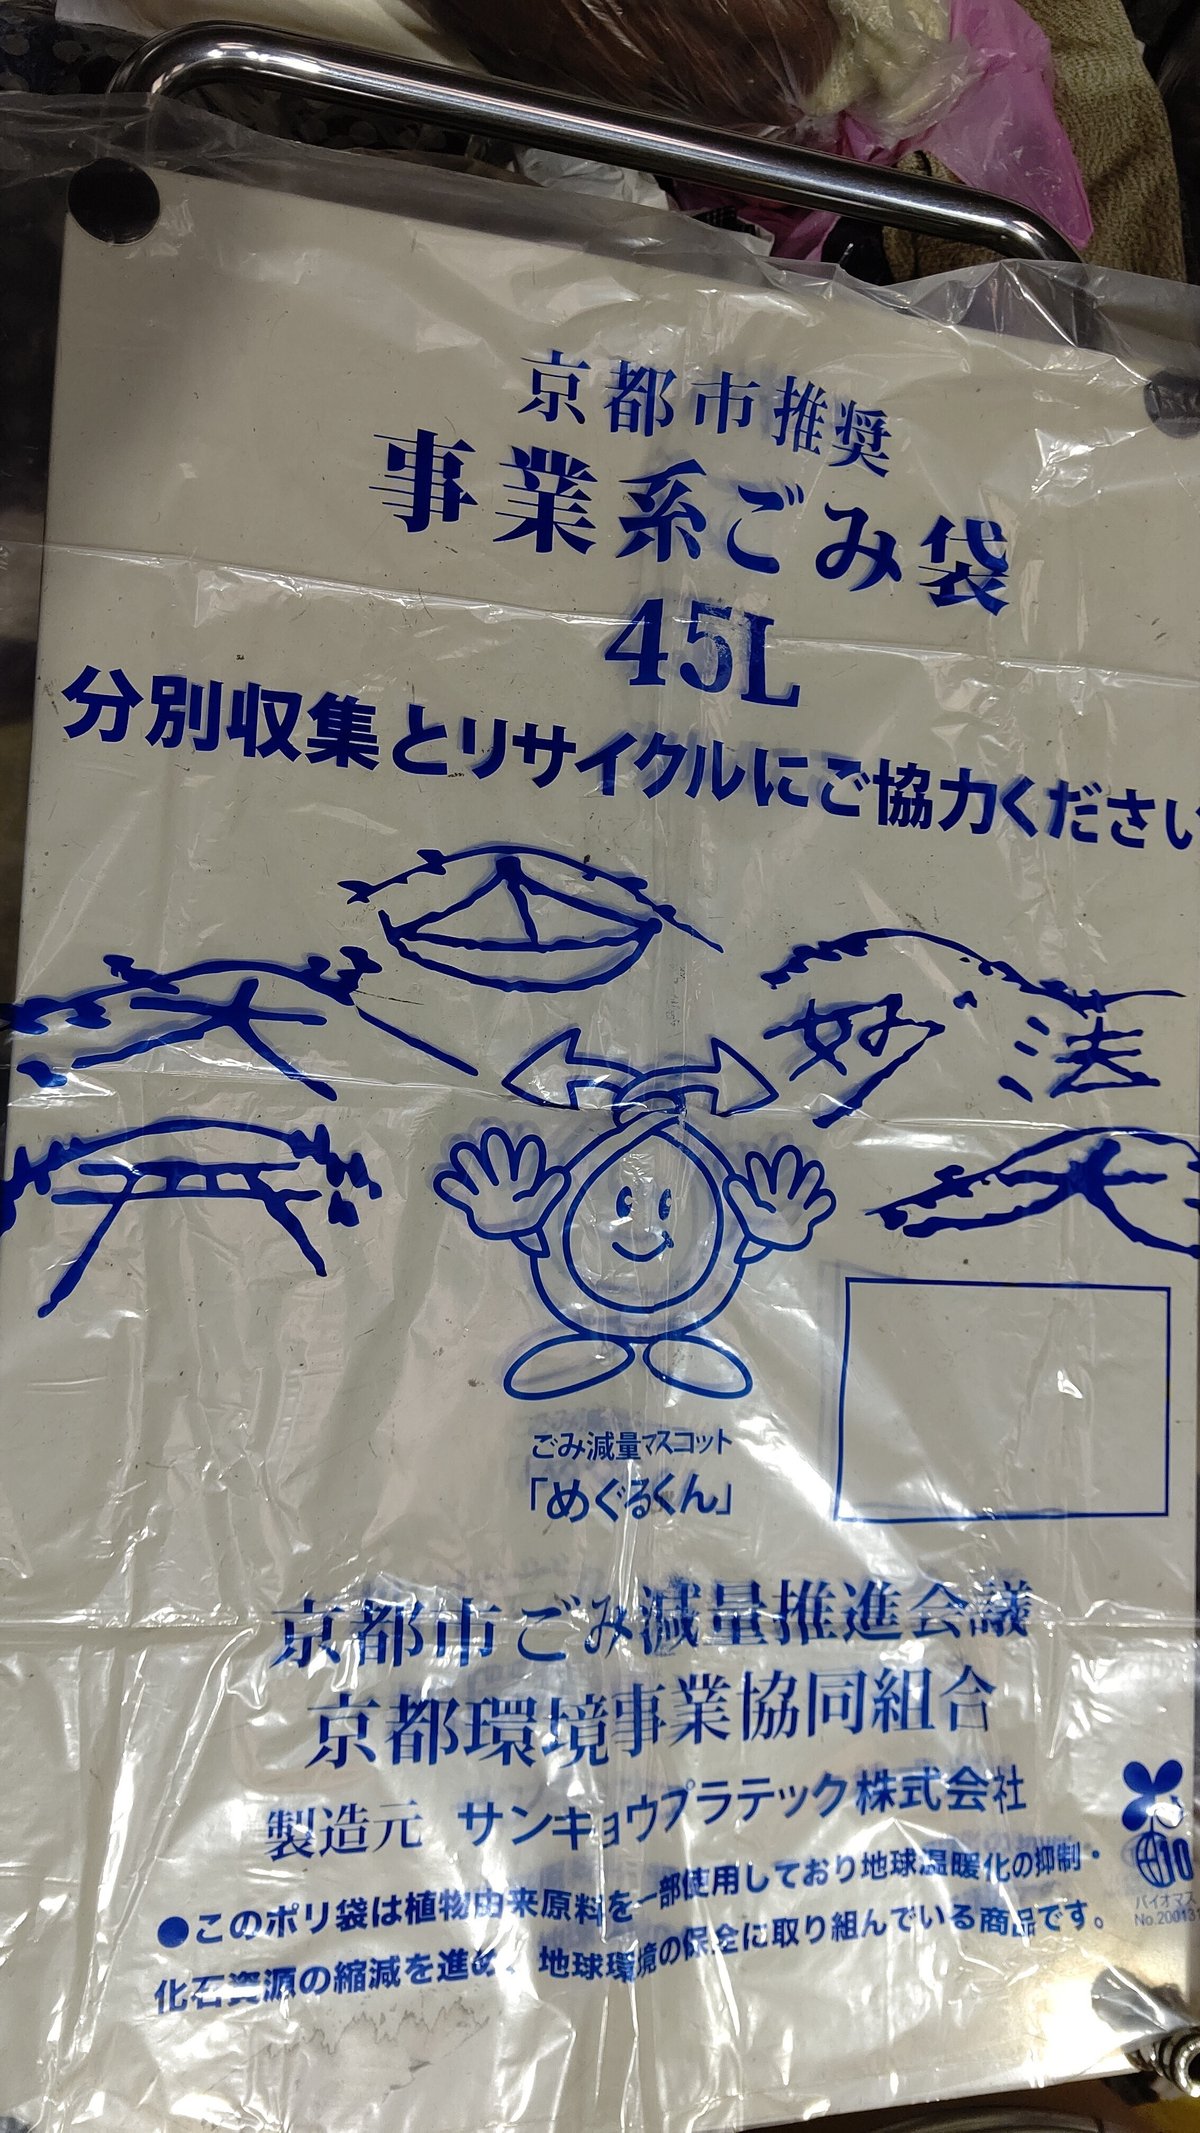 京都市推奨
事業系ごみ袋
45L
分別収集とリサイクルにご協力ください
大
妙
法
大
ごみ減量マスコット
「めぐるくん」
京都市ごみ減量推進会議
京都環境事業協同組合
製造元 サンキョウプラテック株式会社
10
バイオマス
●このポリ袋は植物由来原料を一部使用しており地球温暖化の抑制・
化石資源の縮減を進め、地球環境の保全に取り組んでいる商品です。